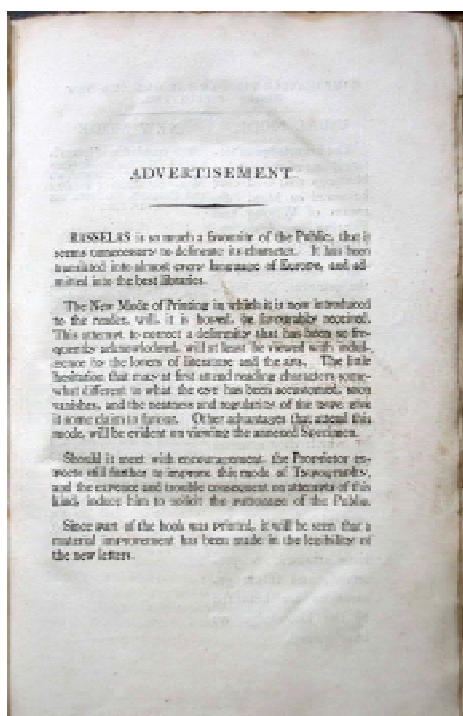 ADVERTISEMENT.
RASSELAS is so much a favourite of the Public, that it
seems unnecessary to delineate its character. It has been
translated into almost every language of Europe, and ad-
mitted into the best libraries.
The New Mode of Printing in which it is now introduced
to the reader, will, it is hoped, be favourably received.
This attempt to correct a deformity that has been so fre-
quently acknowledged, will at least be viewed with indul-
gence by the lovers of literature and the arts. The little
hesitation that may at first attend reading characters some-
what different to what the eye has been accustomed, soon
vanishes, and the neatness and regularity of the type give
it some claim to favour. Other advantages that attend this
mode, will be evident on viewing the annexed Specimen.
Should it meet with encouragement, the Proprietor ex-
pects still further to improve this mode of Typography,
and the expence and trouble consequent on attempts of this
kind, induce him to solicit the patronage of the Public.
Since part of the book was printed, it will be seen that a
material improvement has been made in the legibility of
the new letters.